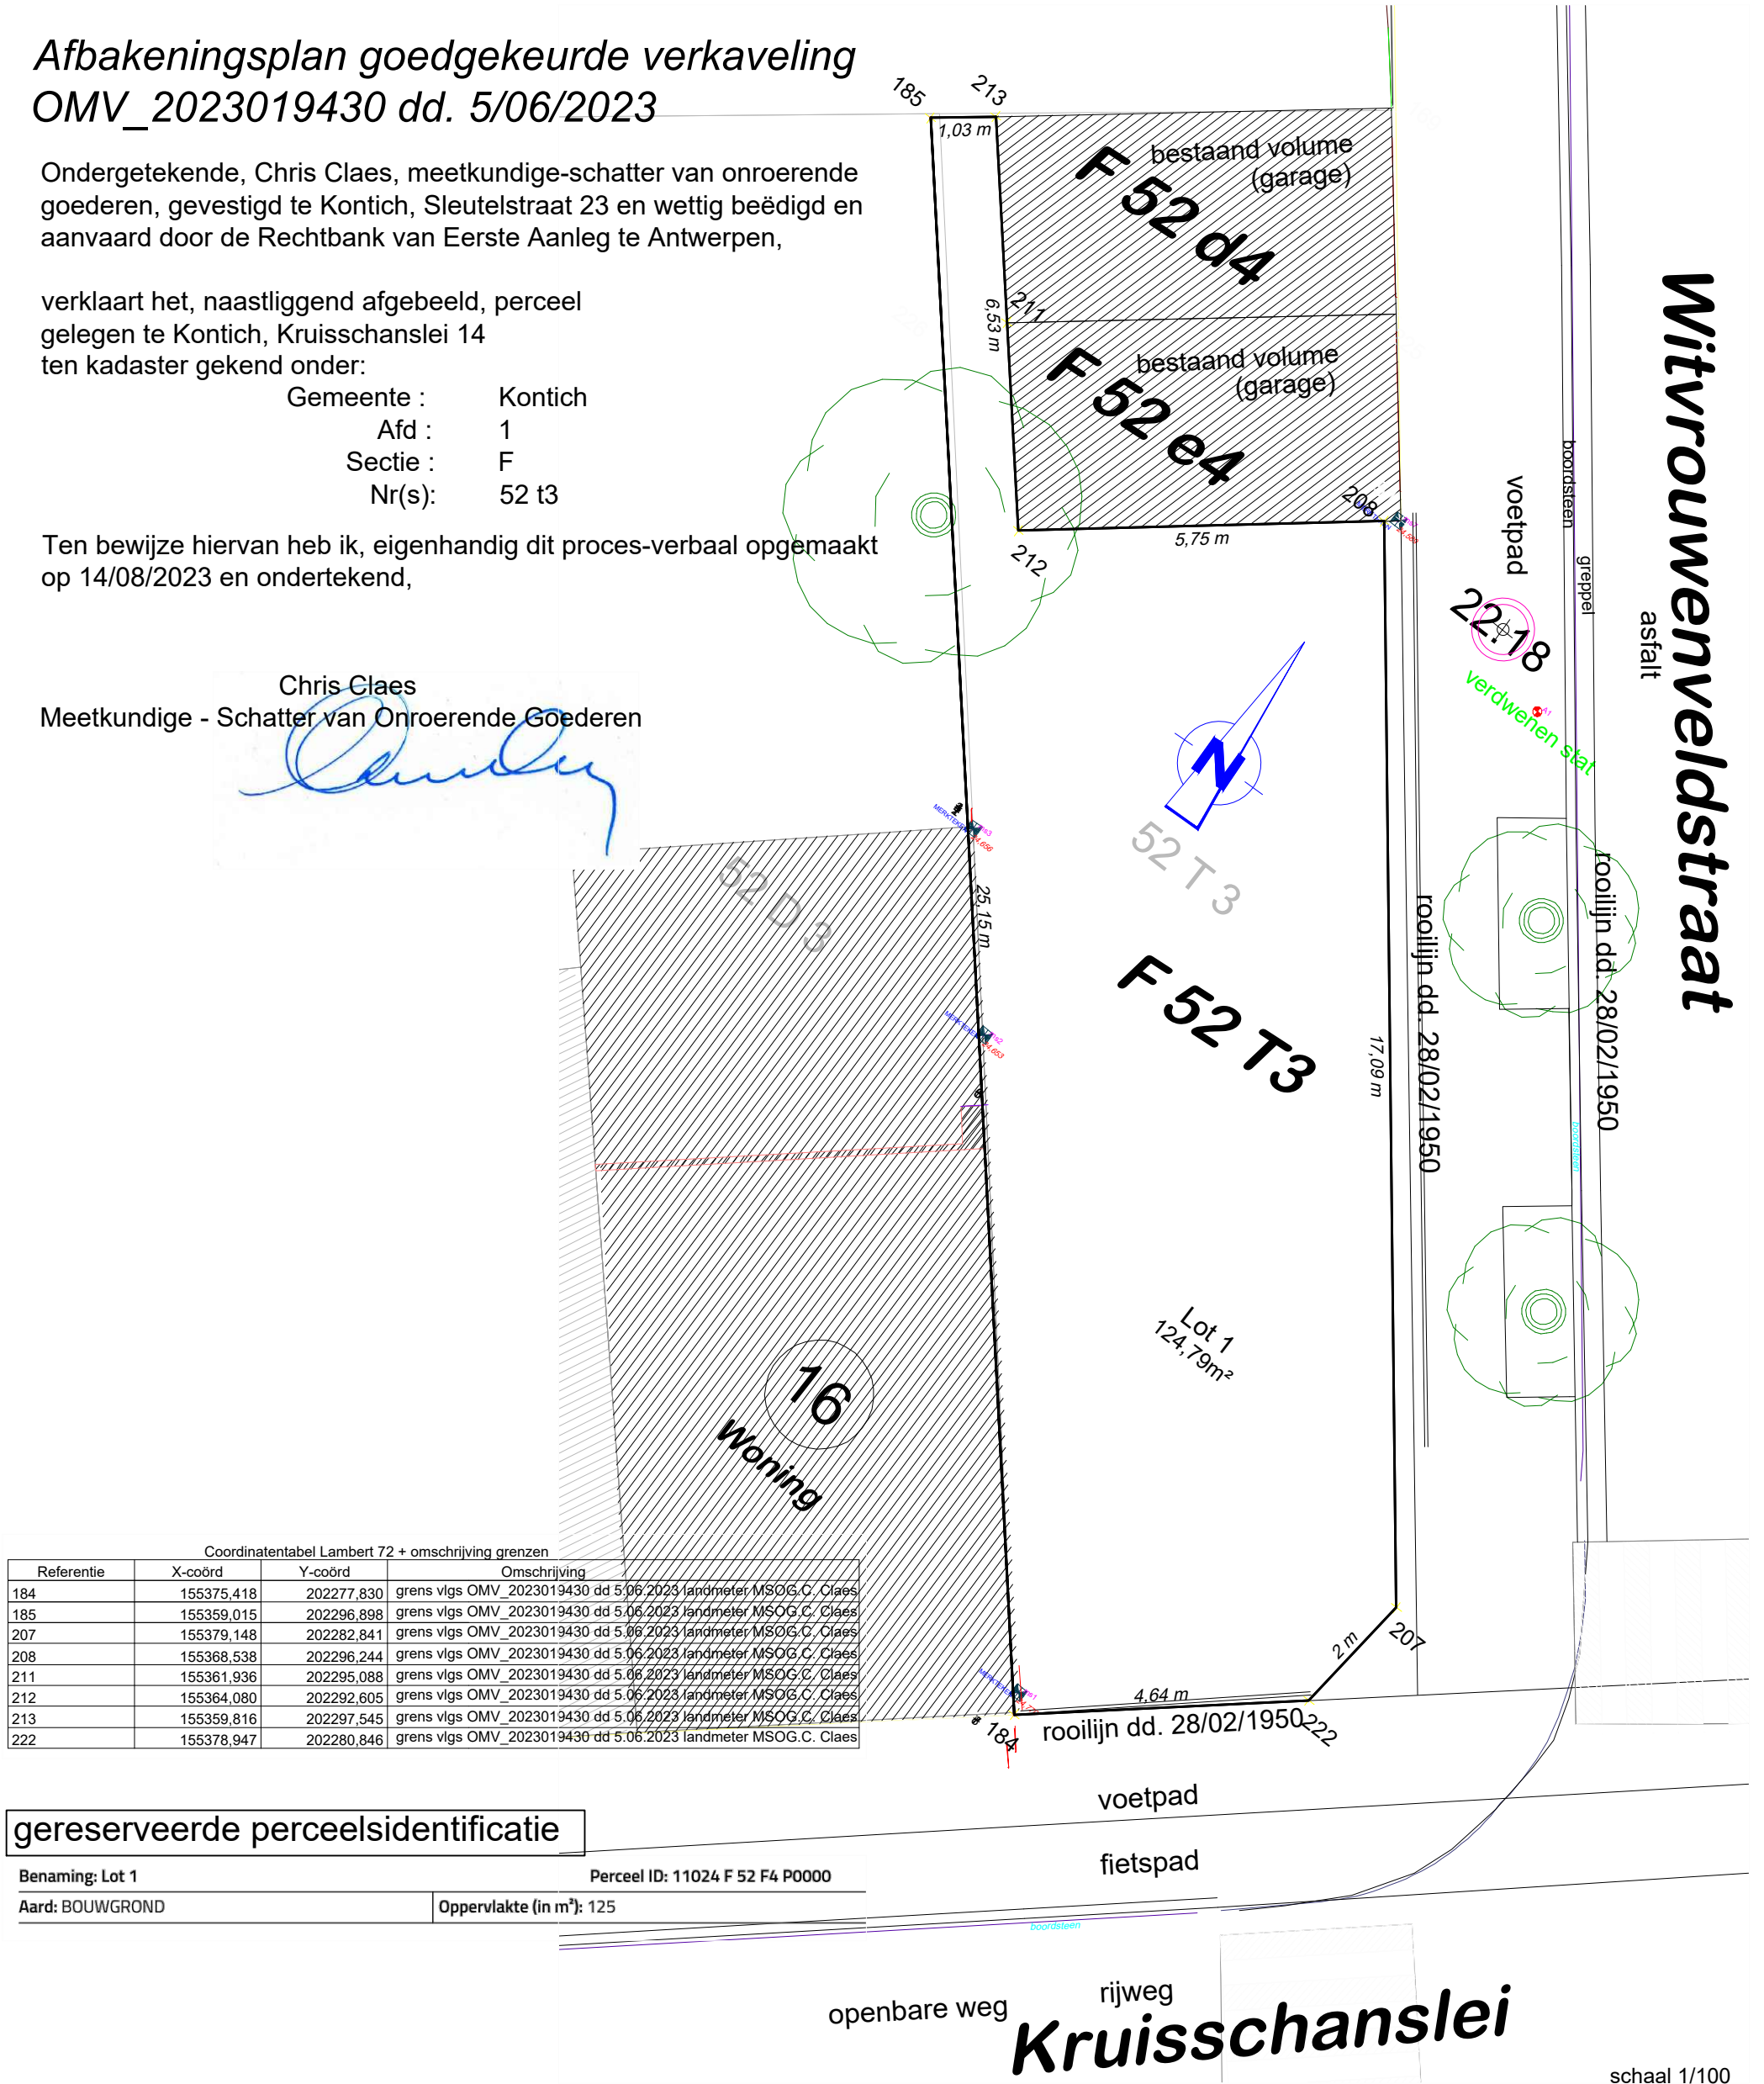 Afbakeningsplan goedgekeurde verkaveling
OMV_2023019430 dd. 5/06/2023
Ondergetekende, Chris Claes, meetkundige-schatter van onroerende
goederen, gevestigd te Kontich, Sleutelstraat 23 en wettig beëdigd en
aanvaard door de Rechtbank van Eerste Aanleg te Antwerpen,
verklaart het, naastliggend afgebeeld, perceel
gelegen te Kontich, Kruisschanslei 14
ten kadaster gekend onder:
Gemeente : Kontich
Afd : 1
Sectie : F
Nr(s): 52 t3
Ten bewijze hiervan heb ik, eigenhandig dit proces-verbaal opgemaakt
op 14/08/2023 en ondertekend,
Chris Claes
Meetkundige - Schatter van Onroerende Goederen
185
213
1,03 m
bestaand volume
(garage)
F 52 d4
6,53 m
211
bestaand volume
(garage)
F 52 e4
208
5,75 m
212
voetpad
boordsteen
greppel
asfalt
Witvrouwenveldstraat
22.18
A1
verdwenen stat
N
52 T 3
F 52 T3
52 D 3
25,15 m
17,09 m
rooilijn dd. 28/02/1950
rooilijn dd. 28/02/1950
boordsteen
Lot 1
124,79m²
16
Woning
207
2 m
4,64 m
184
rooilijn dd. 28/02/1950
222
Coordinatentabel Lambert 72 + omschrijving grenzen
Referentie X-coörd Y-coörd Omschrijving
184 155375,418 202277,830 grens vlgs OMV_2023019430 dd 5.06.2023 landmeter MSOG.C. Claes
185 155359,015 202296,898 grens vlgs OMV_2023019430 dd 5.06.2023 landmeter MSOG.C. Claes
207 155379,148 202282,841 grens vlgs OMV_2023019430 dd 5.06.2023 landmeter MSOG.C. Claes
208 155368,538 202296,244 grens vlgs OMV_2023019430 dd 5.06.2023 landmeter MSOG.C. Claes
211 155361,936 202295,088 grens vlgs OMV_2023019430 dd 5.06.2023 landmeter MSOG.C. Claes
212 155364,080 202292,605 grens vlgs OMV_2023019430 dd 5.06.2023 landmeter MSOG.C. Claes
213 155359,816 202297,545 grens vlgs OMV_2023019430 dd 5.06.2023 landmeter MSOG.C. Claes
222 155378,947 202280,846 grens vlgs OMV_2023019430 dd 5.06.2023 landmeter MSOG.C. Claes
gereserveerde perceelsidentificatie
Benaming: Lot 1 Perceel ID: 11024 F 52 F4 P0000
Aard: BOUWGROND Oppervlakte (in m²): 125
voetpad
fietspad
boordsteen
openbare weg
rijweg
Kruisschanslei
schaal 1/100